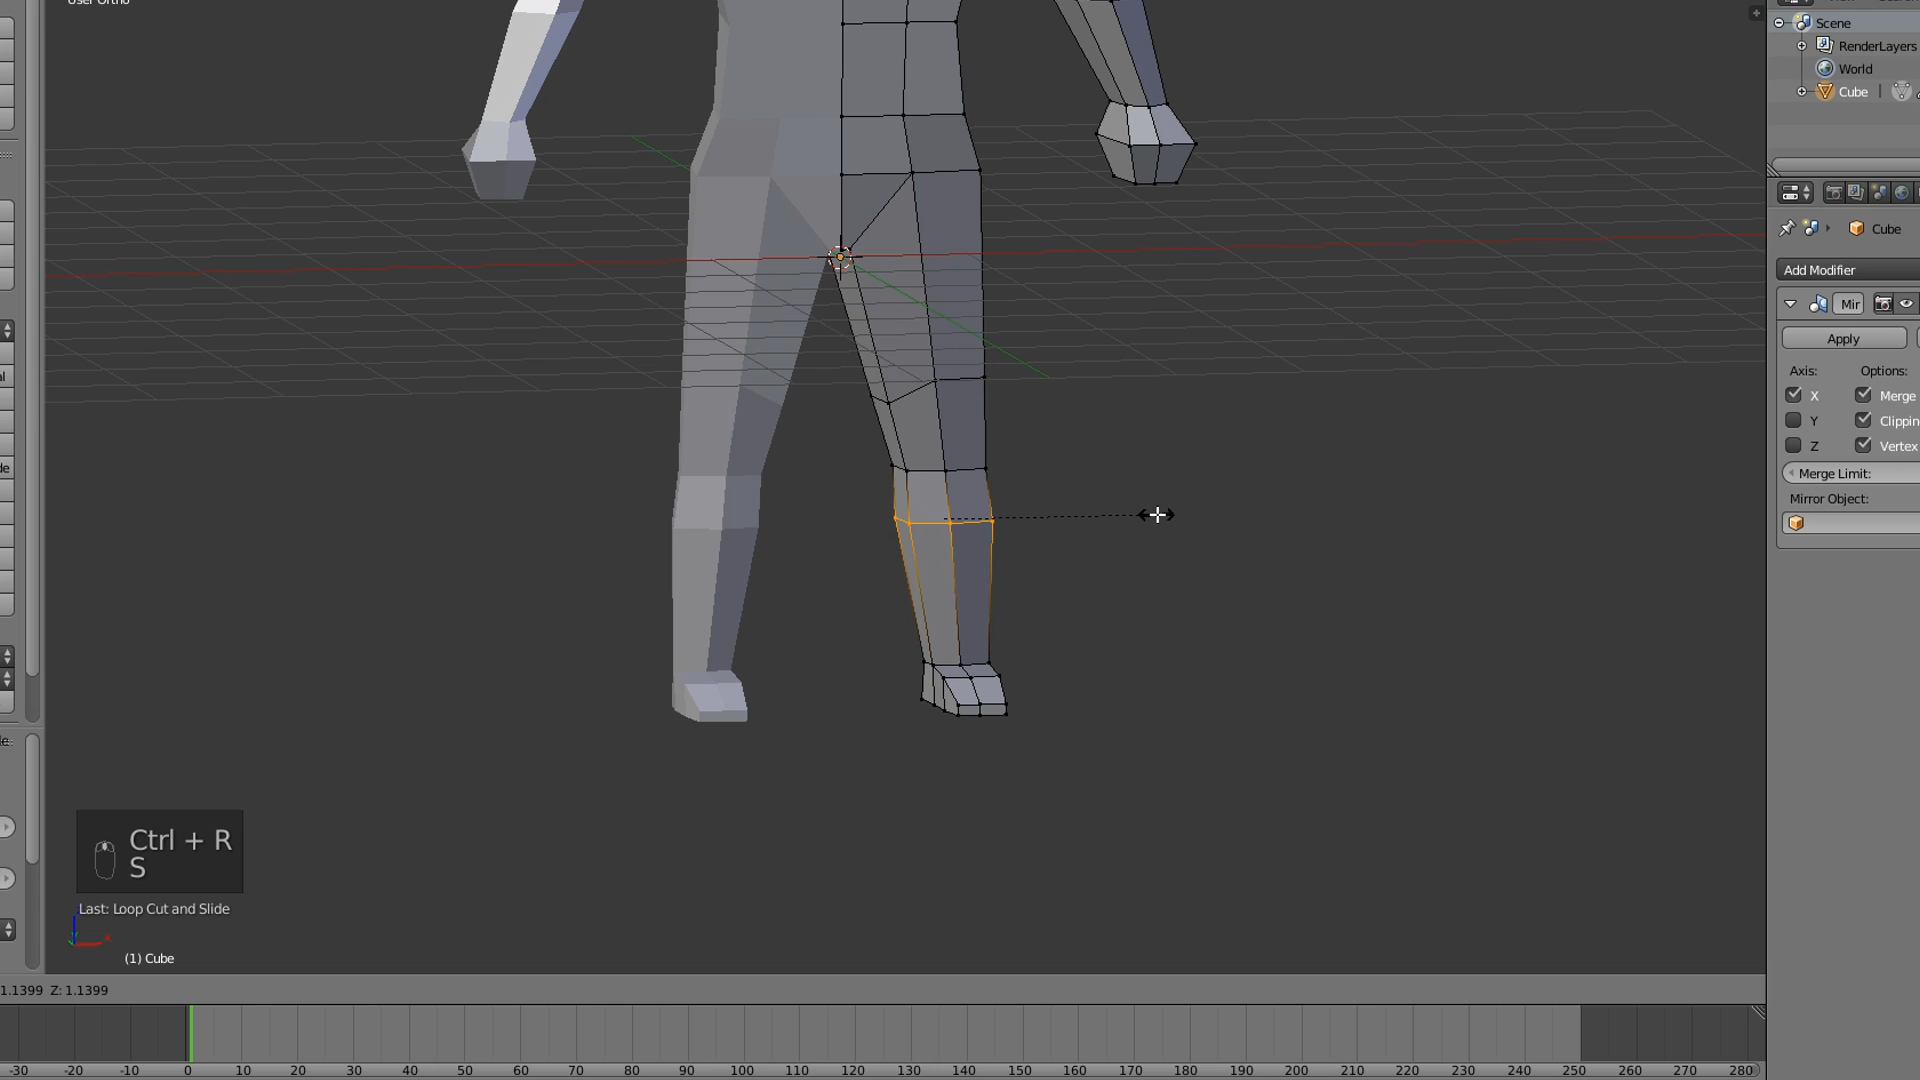 User Ortho
Scene
RenderLayers
World
Cube
Cube
Add Modifier
Mir
Apply
Axis:
Options:
X
Merge
Y
Clippin
Z
Vertex
Merge Limit:
Mirror Object:
al
de
le:
Ctrl + R
S
Last: Loop Cut and Slide
x
(1) Cube
1.1399 Z: 1.1399
-30 -20 -10 0 10 20 30 40 50 60 70 80 90 100 110 120 130 140 150 160 170 180 190 200 210 220 230 240 250 260 270 280